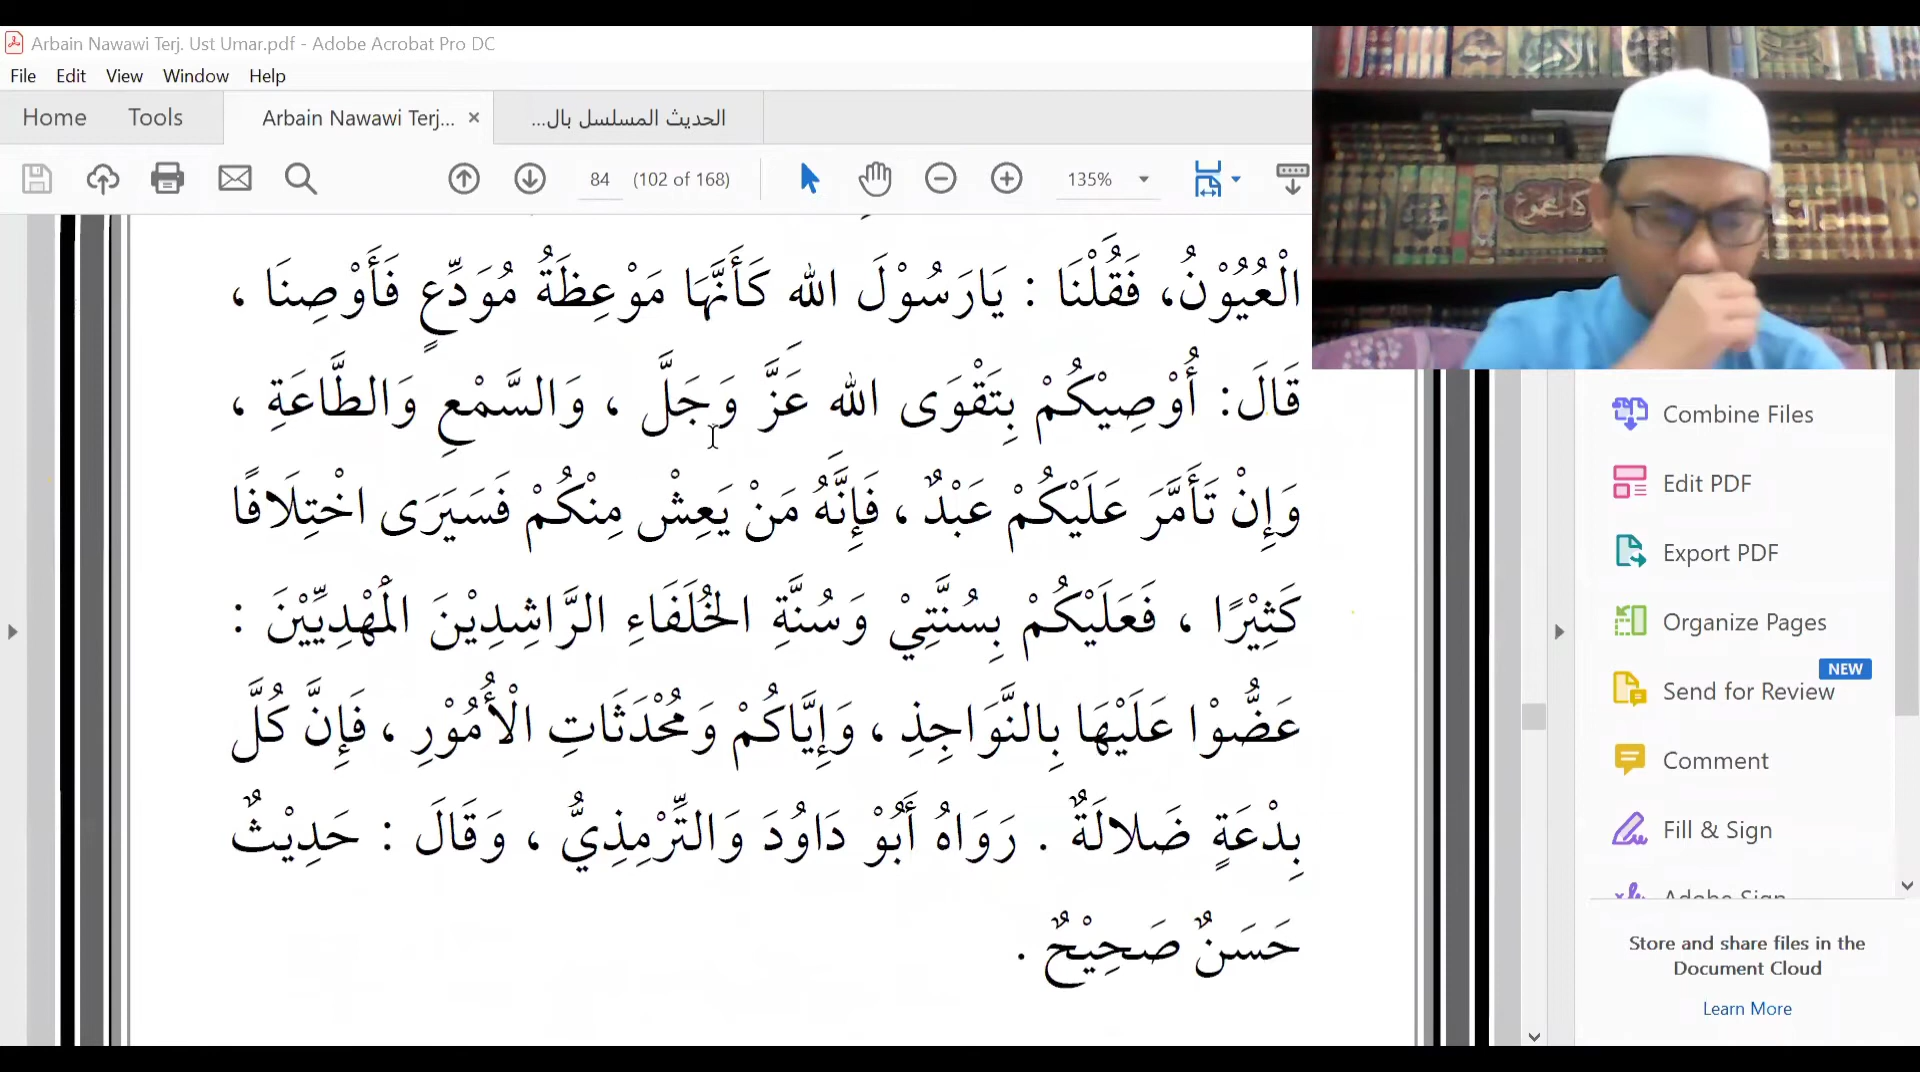 Arbain Nawawi Terj. Ust Umar.pdf - Adobe Acrobat Pro DC
File Edit View Window Help
Home Tools Arbain Nawawi Terj... × الحديث المسلسل بال...
84 (102 of 168) 135%
الْعُيُوْنُ، فَقُلْنَا : يَارَسُوْلَ الله كَأَنَّهَا مَوْعِظَةُ مُوَدِّعٍ فَأَوْصِنَا ،
قَالَ: أُوْصِيْكُمْ بِتَقْوَى الله عَزَّ وَجَلَّ ، وَالسَّمْعِ وَالطَّاعَةِ ،
وَإِنْ تَأَمَّرَ عَلَيْكُمْ عَبْدٌ ، فَإِنَّهُ مَنْ يَعِشْ مِنْكُمْ فَسَيَرَى اخْتِلَافًا
كَثِيْرًا ، فَعَلَيْكُمْ بِسُنَّتِيْ وَسُنَّةِ الخُلَفَاءِ الرَّاشِدِيْنَ الْمَهْدِيِّيْنَ :
عَضُّوْا عَلَيْهَا بِالنَّوَاجِذِ ، وَإِيَّاكُمْ وَمُحْدَثَاتِ الْأُمُوْرِ ، فَإِنَّ كُلَّ
بِدْعَةٍ ضَلالَةٌ . رَوَاهُ أَبُوْ دَاوُدَ وَالتِّرْمِذِيُّ ، وَقَالَ : حَدِيْثٌ
حَسَنٌ صَحِيْحٌ .
Combine Files
Edit PDF
Export PDF
Organize Pages
NEW
Send for Review
Comment
Fill & Sign
Adobe Sign
Store and share files in the
Document Cloud
Learn More